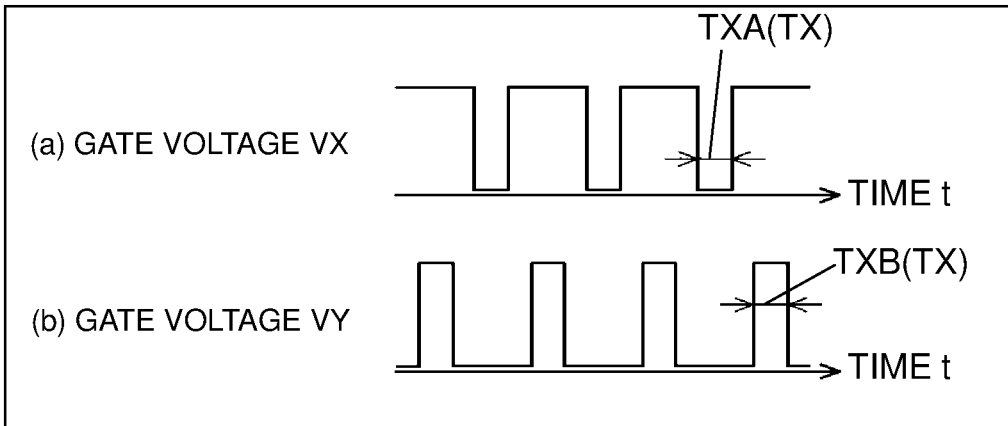 TXA(TX)
(a) GATE VOLTAGE VX
TIME t
TXB(TX)
(b) GATE VOLTAGE VY
TIME t